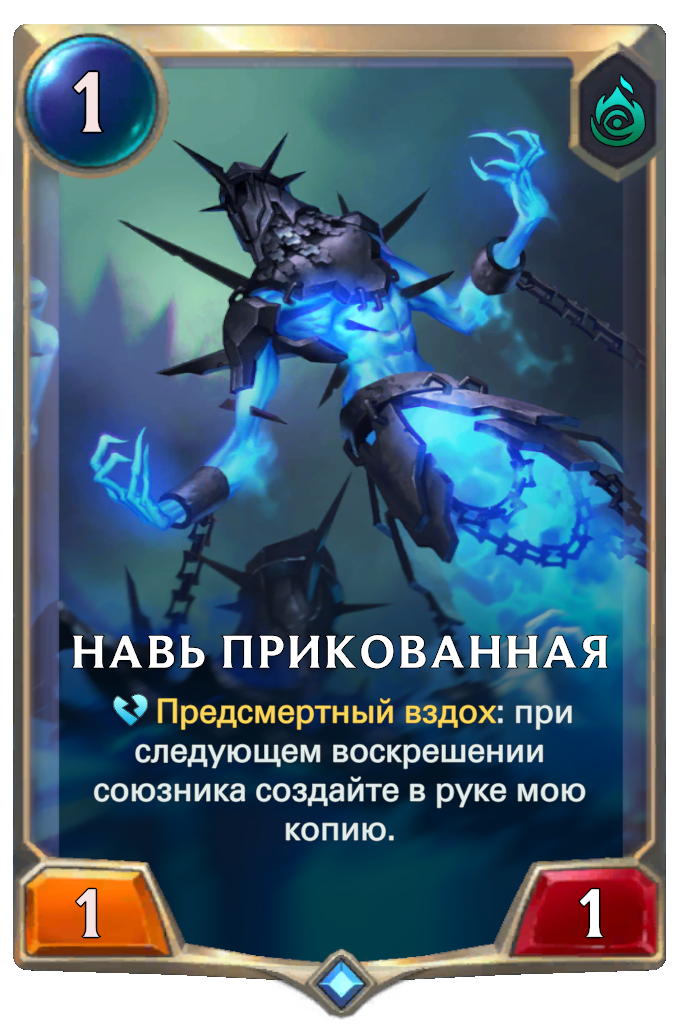 1
НАВЬ ПРИКОВАННАЯ
Предсмертный вздох: при
следующем воскрешении
союзника создайте в руке мою
копию.
1
1